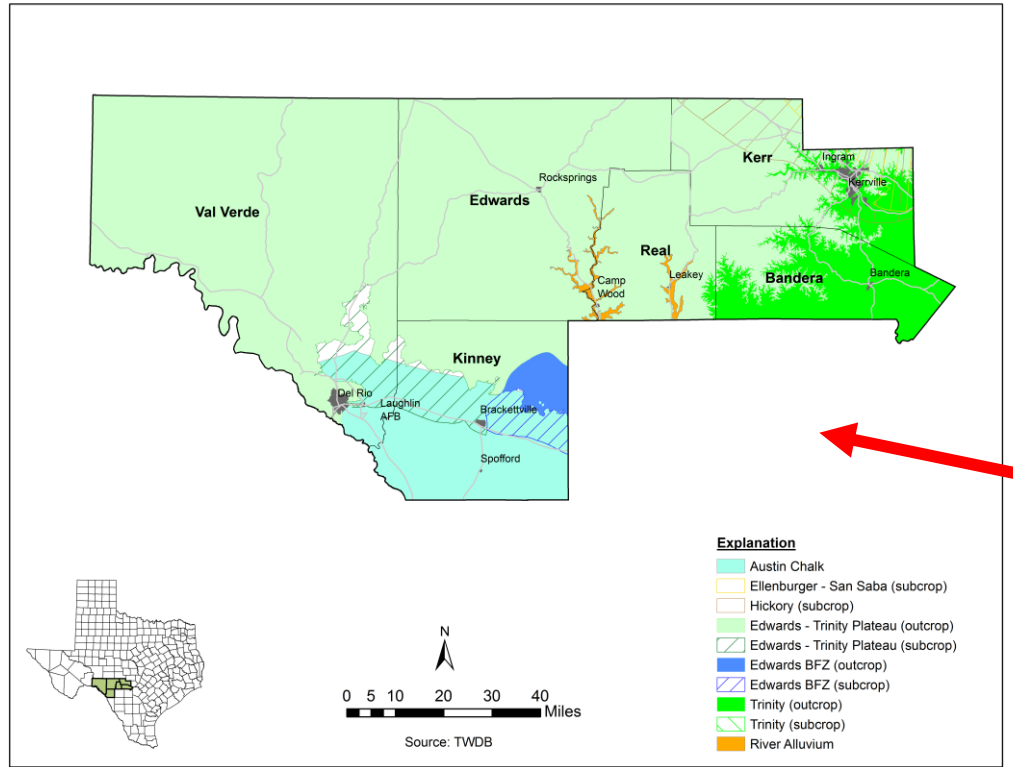 Kerr
Ingram
Kerrville
Rocksprings
Edwards
Val Verde
Real
Bandera
Bandera
Leakey
Camp
Wood
Kinney
Del Rio
Laughlin
AFB
Brackettville
Spofford
Explanation
Austin Chalk
Ellenburger - San Saba (subcrop)
Hickory (subcrop)
Edwards - Trinity Plateau (outcrop)
Edwards - Trinity Plateau (subcrop)
Edwards BFZ (outcrop)
Edwards BFZ (subcrop)
Trinity (outcrop)
Trinity (subcrop)
River Alluvium
N
0 5 10 20 30 40
Miles
Source: TWDB